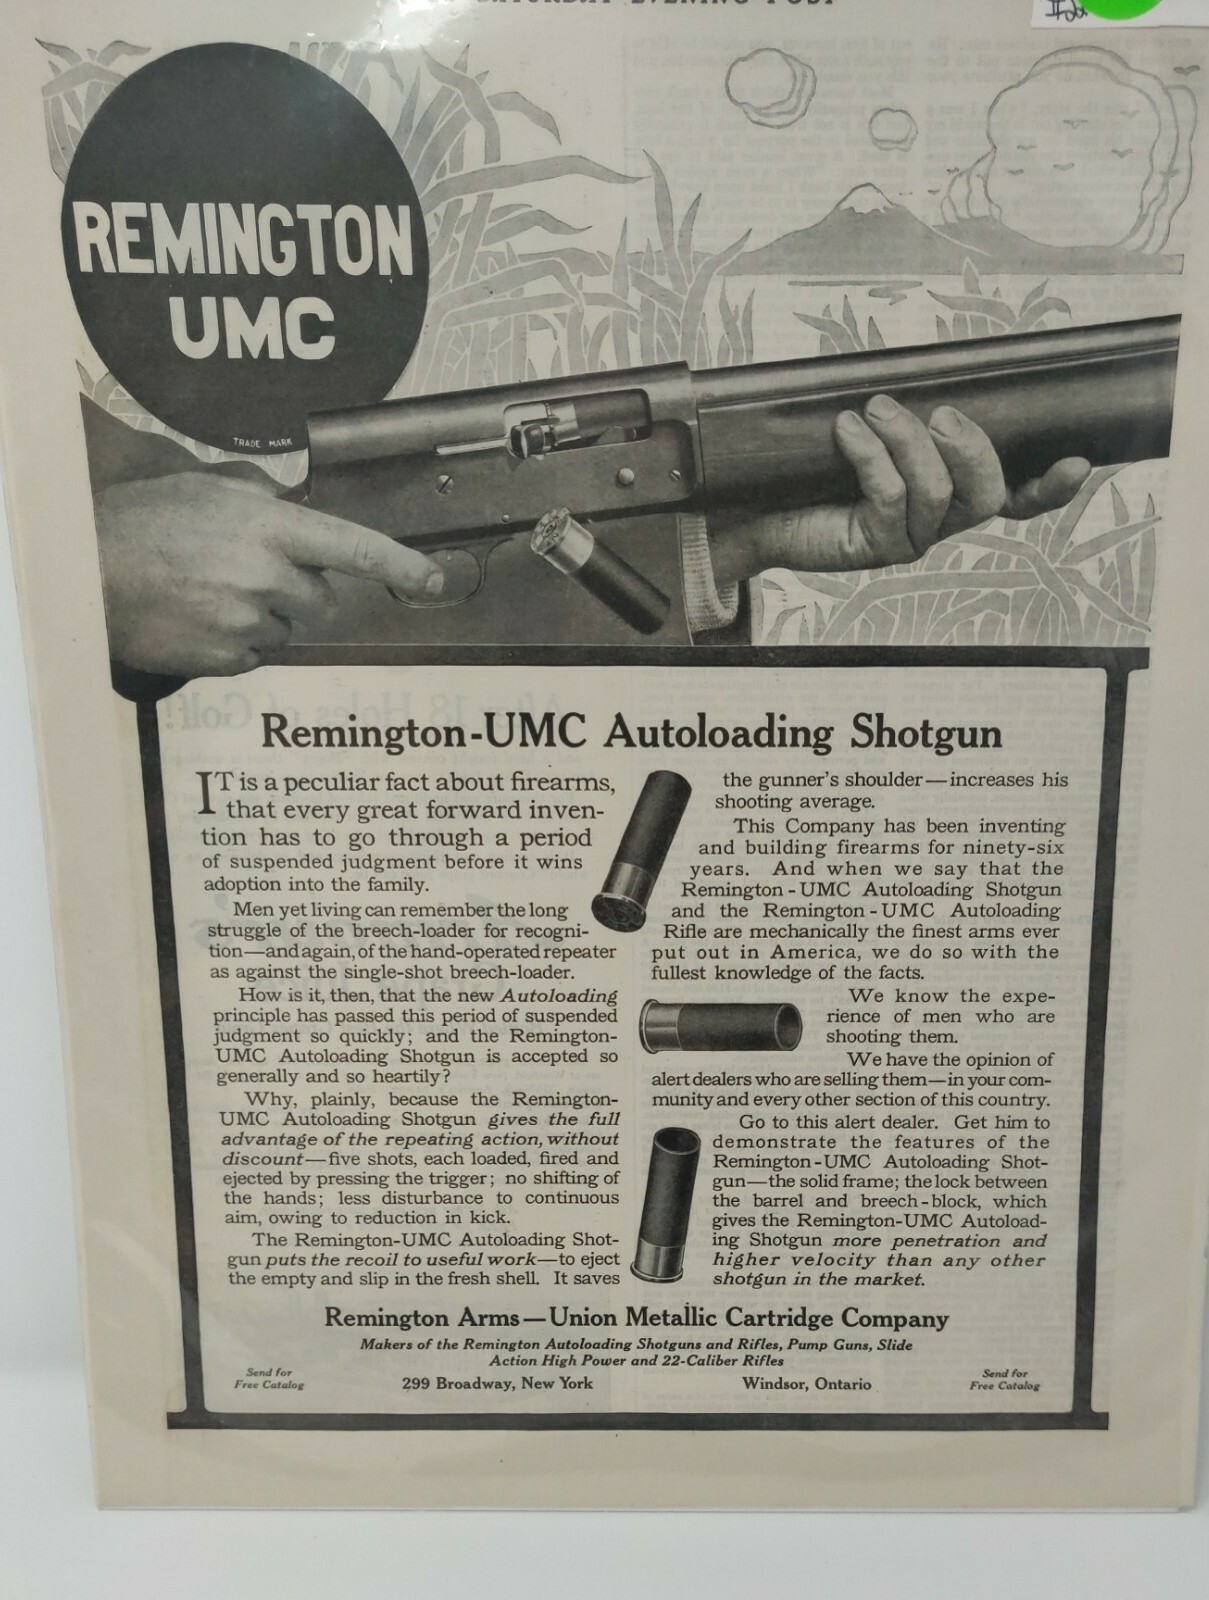 SATURDAY EVENING POST
REMINGTON
UMC
TRADE MARK
Remington-UMC Autoloading Shotgun
IT is a peculiar fact about firearms,
that every great forward inven-
tion has to go through a period
of suspended judgment before it wins
adoption into the family.
Men yet living can remember the long
struggle of the breech-loader for recogni-
tion—and again, of the hand-operated repeater
as against the single-shot breech-loader.
How is it, then, that the new Autoloading
principle has passed this period of suspended
judgment so quickly; and the Remington-
UMC Autoloading Shotgun is accepted so
generally and so heartily?
Why, plainly, because the Remington-
UMC Autoloading Shotgun gives the full
advantage of the repeating action, without
discount—five shots, each loaded, fired and
ejected by pressing the trigger; no shifting of
the hands; less disturbance to continuous
aim, owing to reduction in kick.
The Remington-UMC Autoloading Shot-
gun puts the recoil to useful work—to eject
the empty and slip in the fresh shell. It saves
the gunner's shoulder—increases his
shooting average.
This Company has been inventing
and building firearms for ninety-six
years. And when we say that the
Remington-UMC Autoloading Shotgun
and the Remington-UMC Autoloading
Rifle are mechanically the finest arms ever
put out in America, we do so with the
fullest knowledge of the facts.
We know the expe-
rience of men who are
shooting them.
We have the opinion of
alert dealers who are selling them—in your com-
munity and every other section of this country.
Go to this alert dealer. Get him to
demonstrate the features of the
Remington-UMC Autoloading Shot-
gun—the solid frame; the lock between
the barrel and breech-block, which
gives the Remington-UMC Autoload-
ing Shotgun more penetration and
higher velocity than any other
shotgun in the market.
Remington Arms—Union Metallic Cartridge Company
Makers of the Remington Autoloading Shotguns and Rifles, Pump Guns, Slide
Action High Power and 22-Caliber Rifles
Send for
Free Catalog
299 Broadway, New York
Windsor, Ontario
Send for
Free Catalog